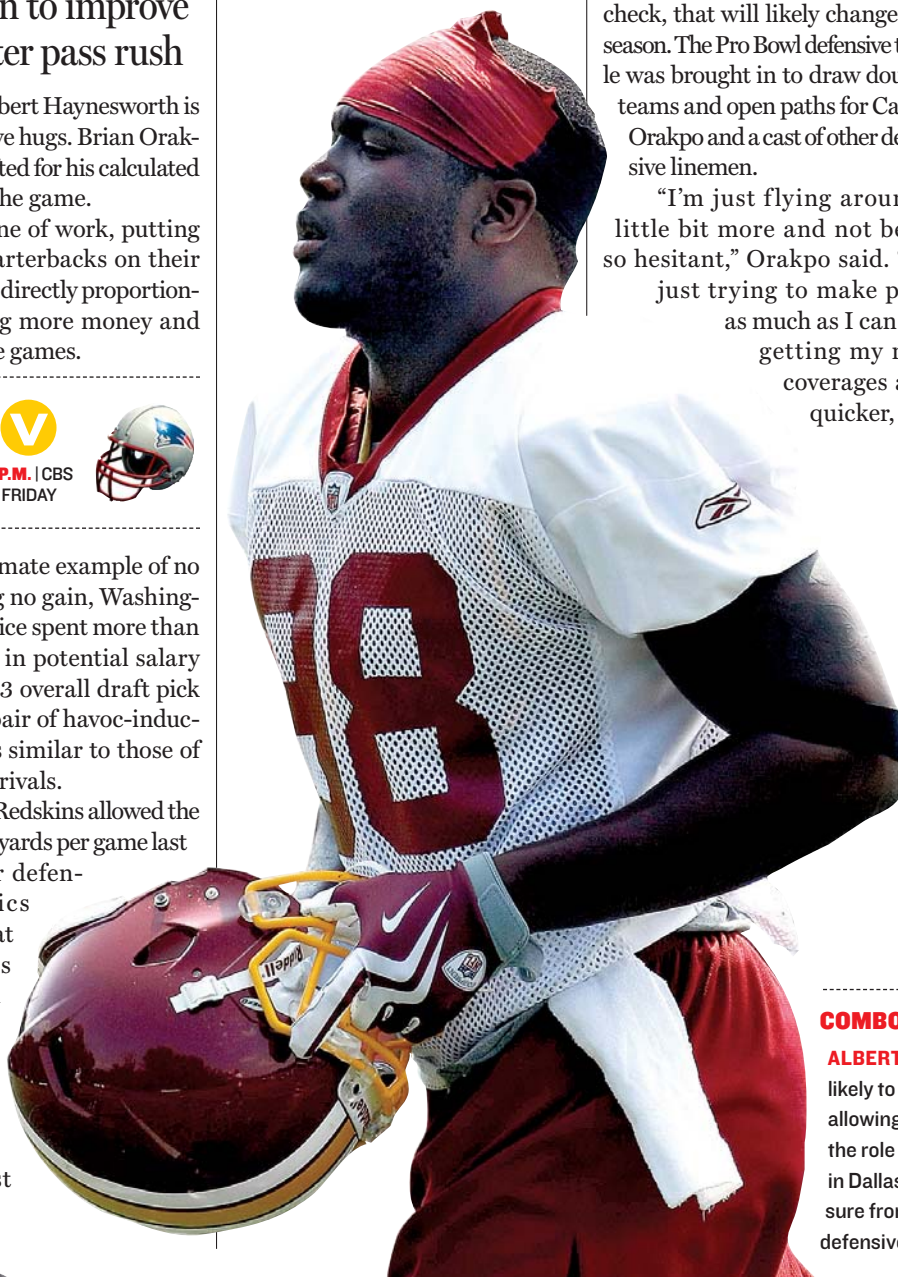 n to improve
ter pass rush
bert Haynesworth is
ve hugs. Brian Orak-
ted for his calculated
he game.
ne of work, putting
arterbacks on their
directly proportion-
g more money and
e games.
V
P.M. | CBS
FRIDAY
mate example of no
g no gain, Washing-
ice spent more than
in potential salary
3 overall draft pick
pair of havoc-induc-
s similar to those of
rivals.
Redskins allowed the
yards per game last
r defen-
ics
at
s
st
check, that will likely change
season. The Pro Bowl defensive t
le was brought in to draw dou
teams and open paths for Ca
Orakpo and a cast of other de
sive linemen.
“I’m just flying aroun
little bit more and not be
so hesitant,” Orakpo said.
just trying to make p
as much as I can
getting my r
coverages a
quicker,
98
NFL
Riddell
COMBO
ALBERT
likely to
allowing
the role
in Dallas
sure from
defensive